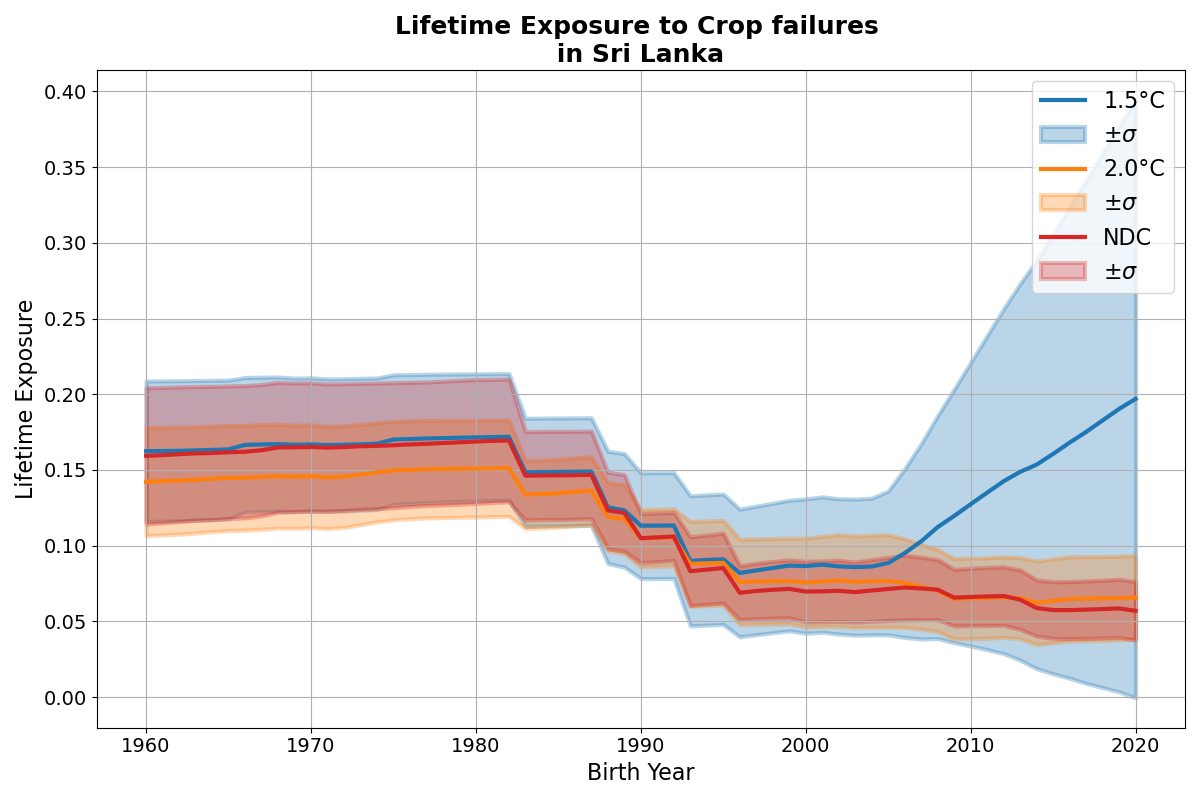 Lifetime Exposure to Crop failures
in Sri Lanka
Lifetime Exposure
0.40
0.35
0.30
0.25
0.20
0.15
0.10
0.05
0.00
1960
1970
1980
1990
2000
2010
2020
Birth Year
1.5°C
±σ
2.0°C
±σ
NDC
±σ